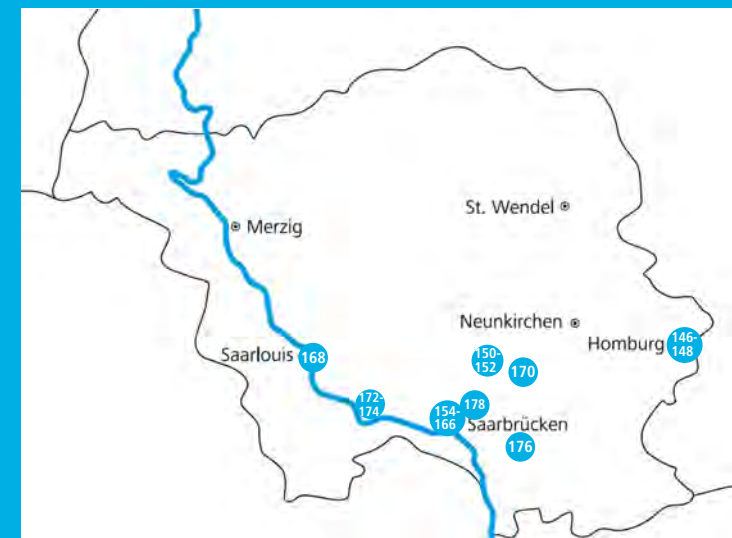 St. Wendel
Merzig
Neunkirchen
Homburg
146-
148
Saarlouis
168
150-
152
170
172-
174
154-
166
178
Saarbrücken
176